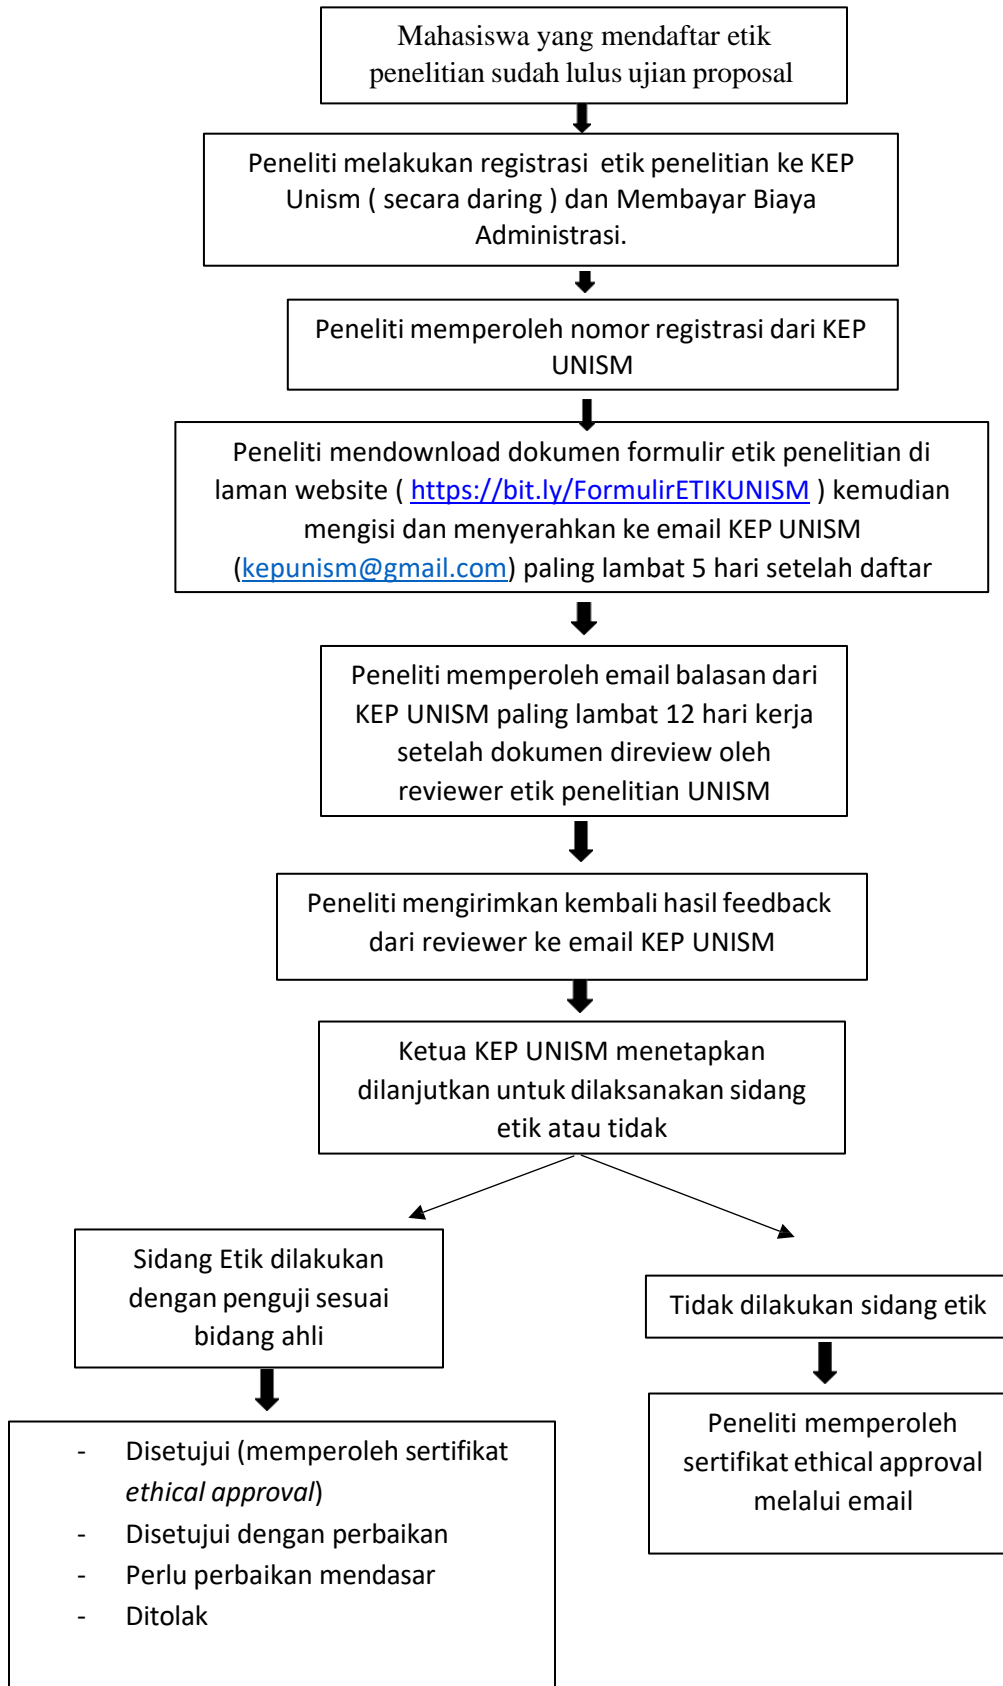 Mahasiswa yang mendaftar etik
penelitian sudah lulus ujian proposal
Peneliti melakukan registrasi etik penelitian ke KEP
Unism ( secara daring ) dan Membayar Biaya
Administrasi.
Peneliti memperoleh nomor registrasi dari KEP
UNISM
Peneliti mendownload dokumen formulir etik penelitian di
laman website ( https://bit.ly/FormulirETIKUNISM ) kemudian
mengisi dan menyerahkan ke email KEP UNISM
(kepunism@gmail.com) paling lambat 5 hari setelah daftar
Peneliti memperoleh email balasan dari
KEP UNISM paling lambat 12 hari kerja
setelah dokumen direview oleh
reviewer etik penelitian UNISM
Peneliti mengirimkan kembali hasil feedback
dari reviewer ke email KEP UNISM
Ketua KEP UNISM menetapkan
dilanjutkan untuk dilaksanakan sidang
etik atau tidak
Sidang Etik dilakukan
dengan penguji sesuai
bidang ahli
Tidak dilakukan sidang etik
- Disetujui (memperoleh sertifikat
ethical approval)
- Disetujui dengan perbaikan
- Perlu perbaikan mendasar
- Ditolak
Peneliti memperoleh
sertifikat ethical approval
melalui email